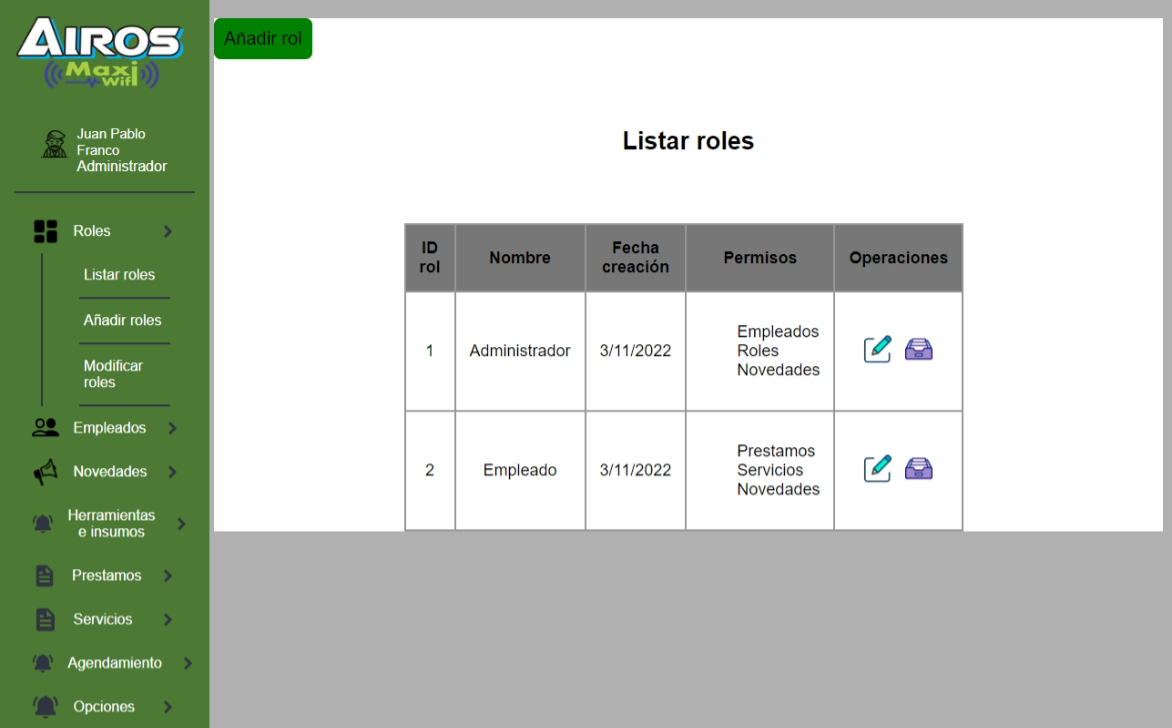 AIROS
Maxi
Wifi
Juan Pablo
Franco
Administrador
Roles
Listar roles
Añadir roles
Modificar
roles
Empleados
Novedades
Herramientas
e insumos
Prestamos
Servicios
Agendamiento
Opciones
Añadir rol
Listar roles
ID rol Nombre Fecha creación Permisos Operaciones
1 Administrador 3/11/2022 Empleados
Roles
Novedades
2 Empleado 3/11/2022 Prestamos
Servicios
Novedades